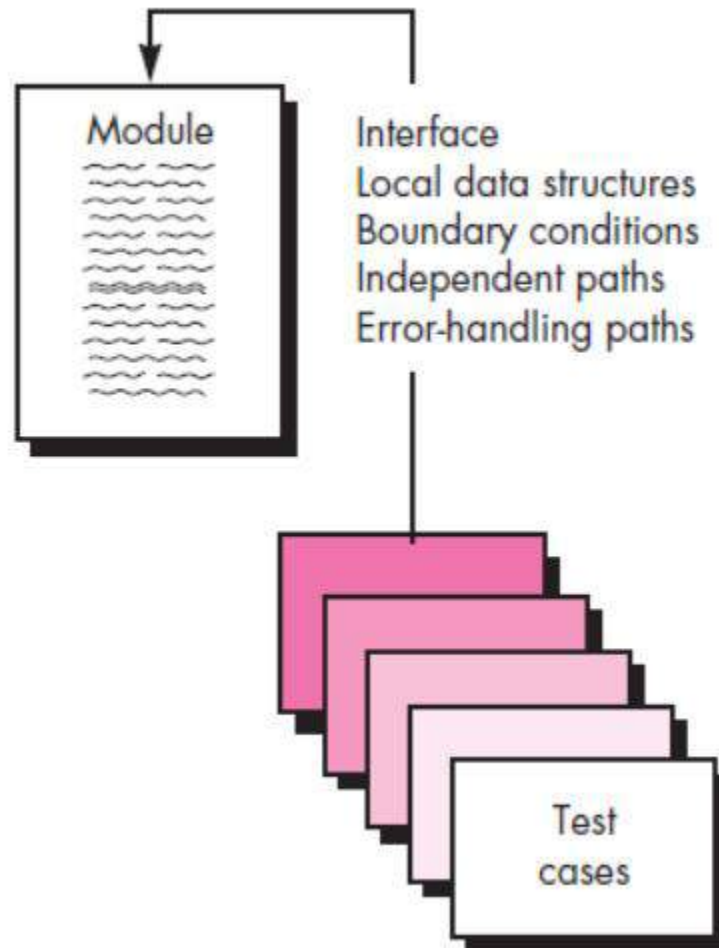 Module
Interface
Local data structures
Boundary conditions
Independent paths
Error-handling paths
Test
cases